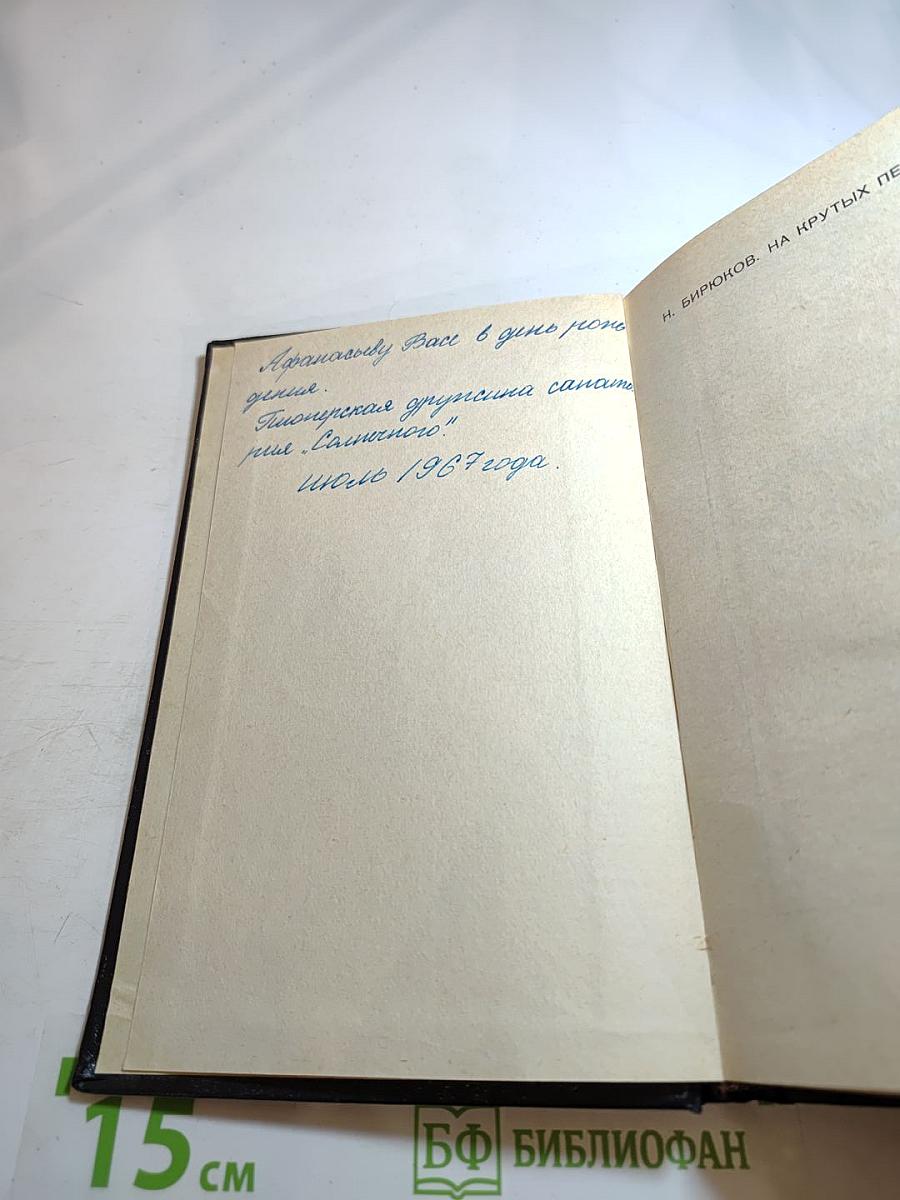 Афанасьеву Васе в день рож
дения.
Пионерская дружина санато
рия „Солнечного".
июль 1967 года.
Н. БИРЮКОВ. НА КРУТЫХ ПЕ
15 см
БФ БИБЛИОФАН